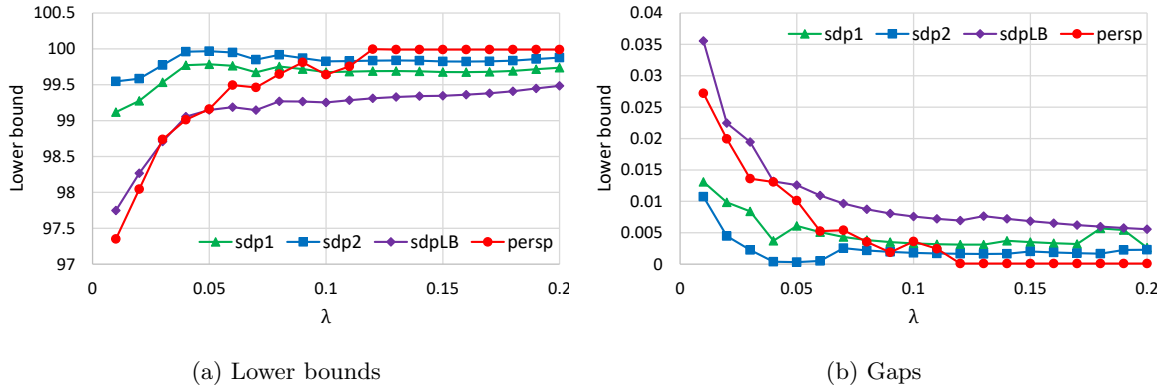 Lower bound
100.5
100
99.5
99
98.5
98
97.5
97
0
0.05
0.1
0.15
0.2
λ
sdp1
sdp2
sdpLB
persp
(a) Lower bounds
Lower bound
0.04
0.035
0.03
0.025
0.02
0.015
0.01
0.005
0
0
0.05
0.1
0.15
0.2
λ
sdp1
sdp2
sdpLB
persp
(b) Gaps